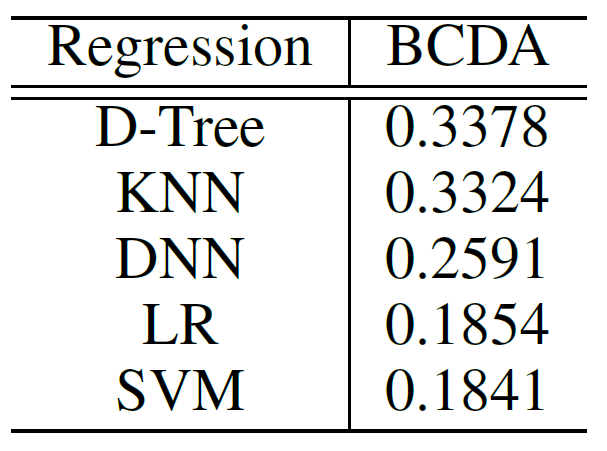 Regression BCDA
D-Tree 0.3378
KNN 0.3324
DNN 0.2591
LR 0.1854
SVM 0.1841